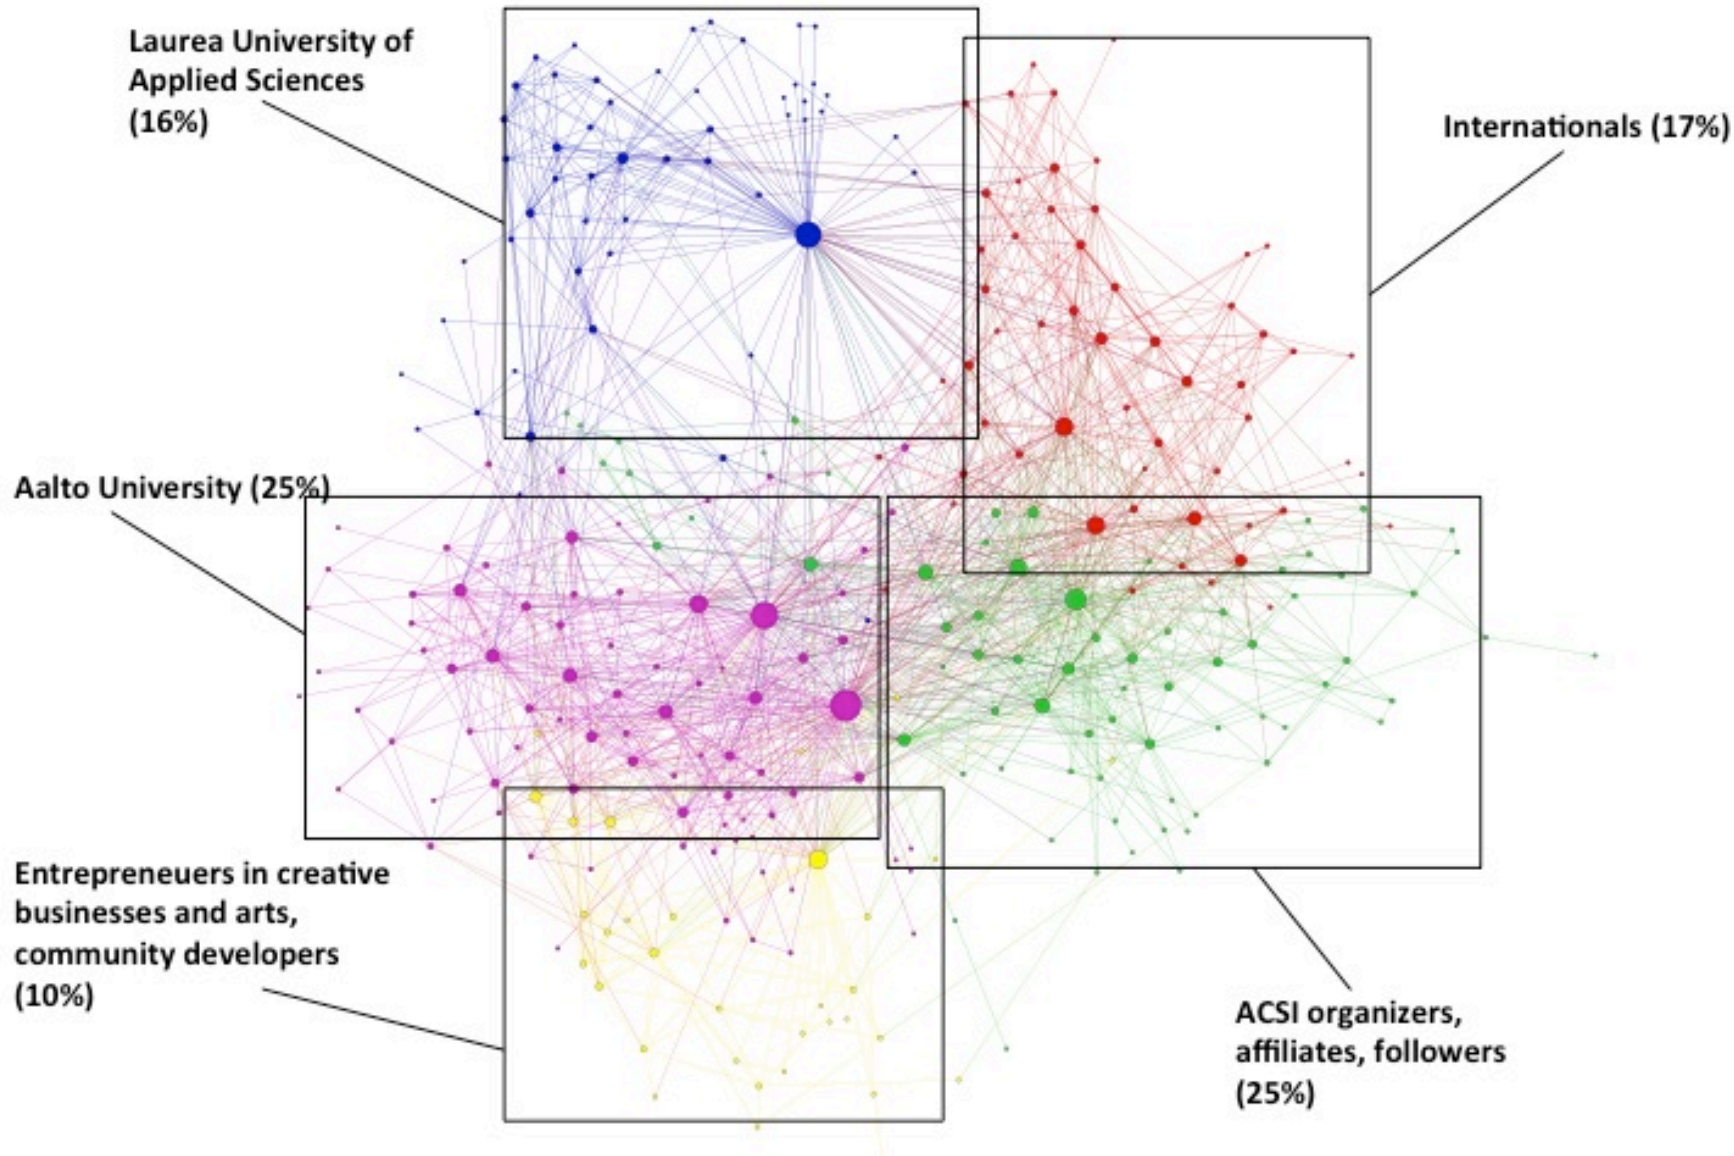 Laurea University of
Applied Sciences
(16%)
Internationals (17%)
Aalto University (25%)
Entrepreneuers in creative
businesses and arts,
community developers
(10%)
ACSI organizers,
affiliates, followers
(25%)